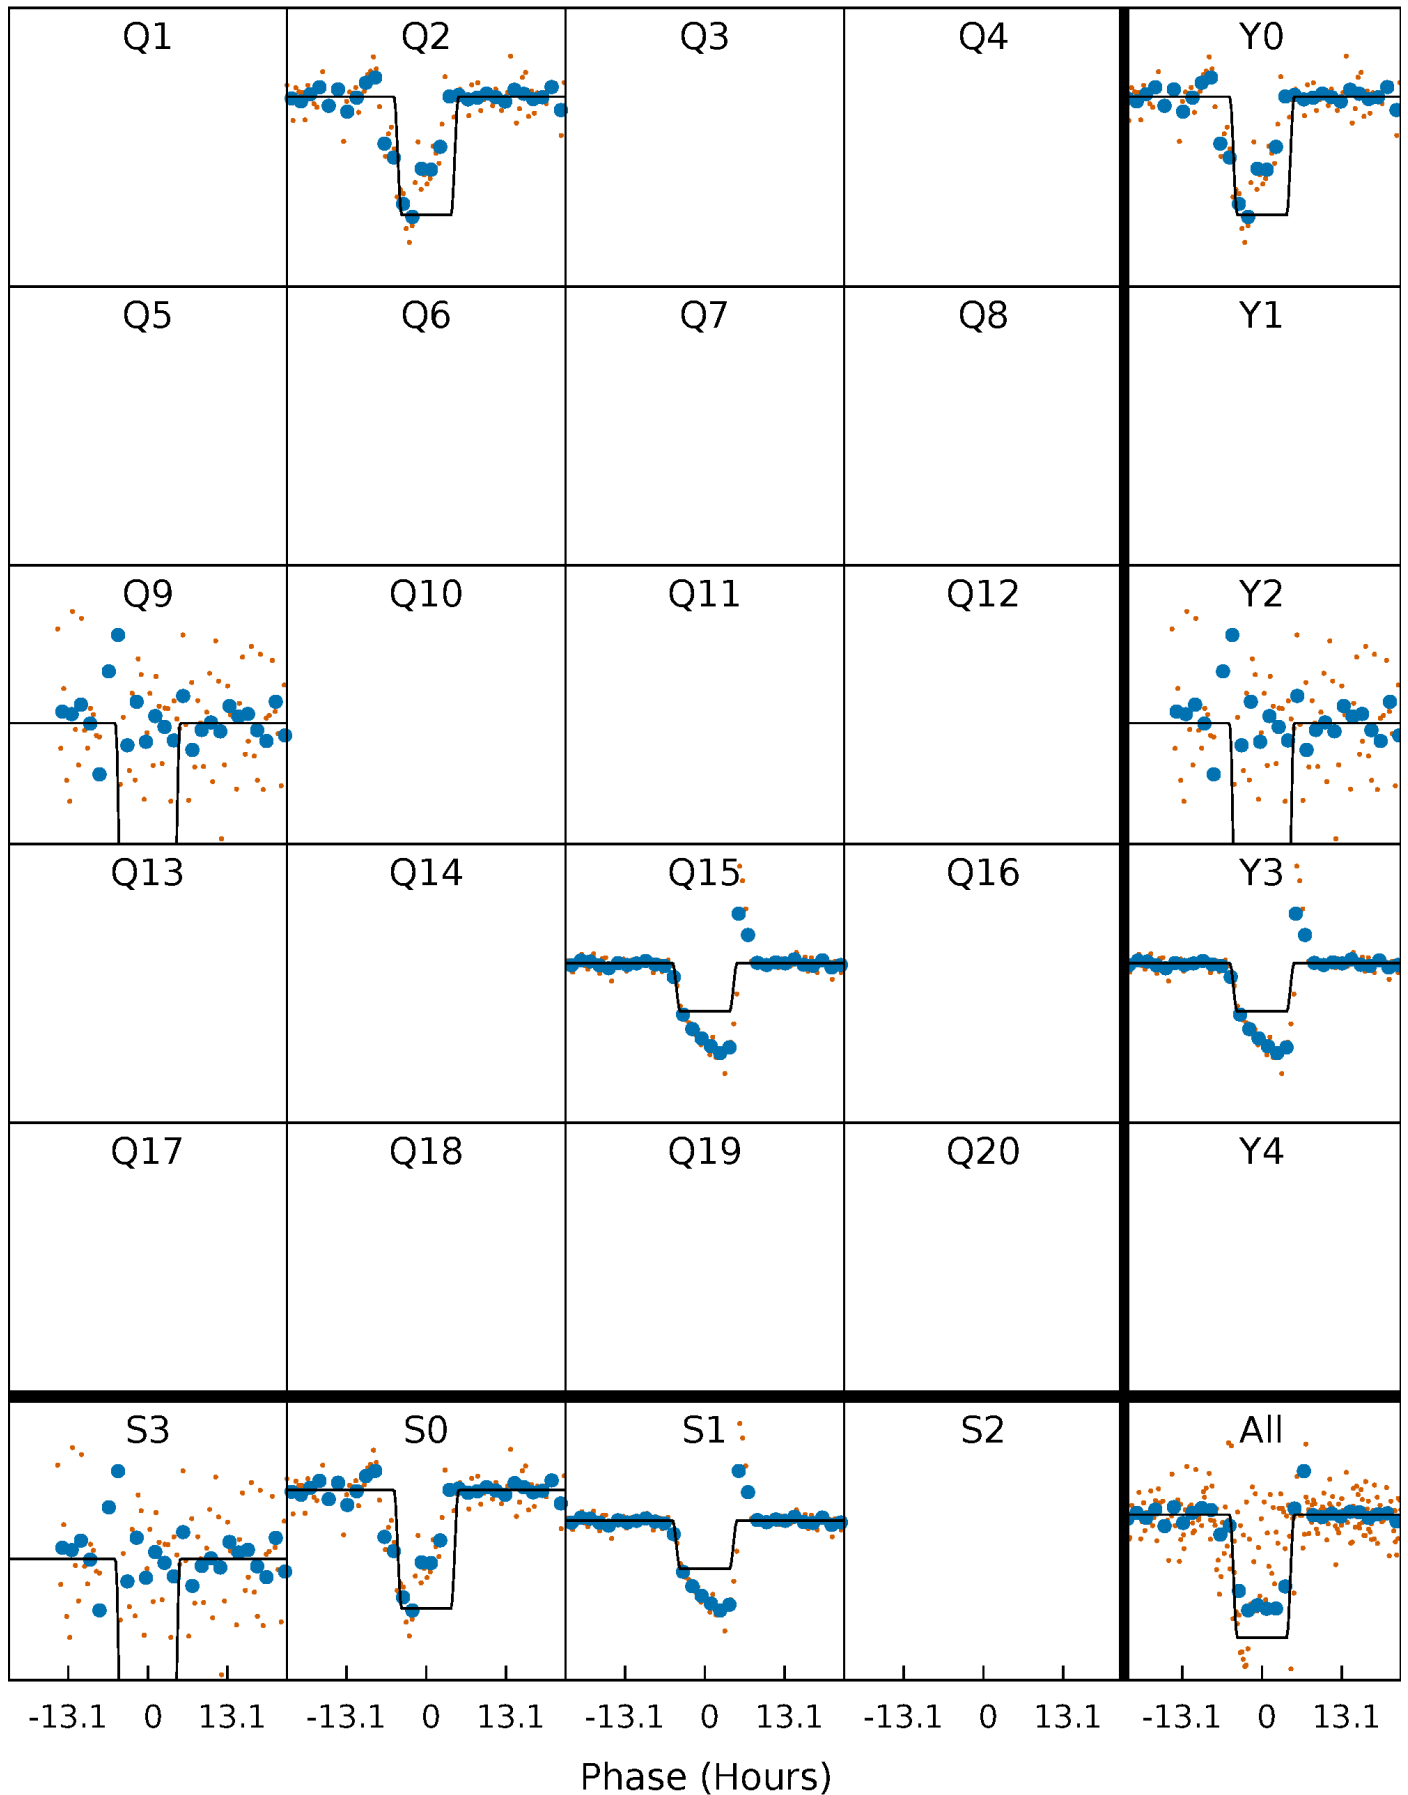 Q1 Q2 Q3 Q4 Y0
Q5 Q6 Q7 Q8 Y1
Q9 Q10 Q11 Q12 Y2
Q13 Q14 Q15 Q16 Y3
Q17 Q18 Q19 Q20 Y4
S3 S0 S1 S2 All
-13.1 0 13.1 -13.1 0 13.1 -13.1 0 13.1 -13.1 0 13.1 -13.1 0 13.1
Phase (Hours)